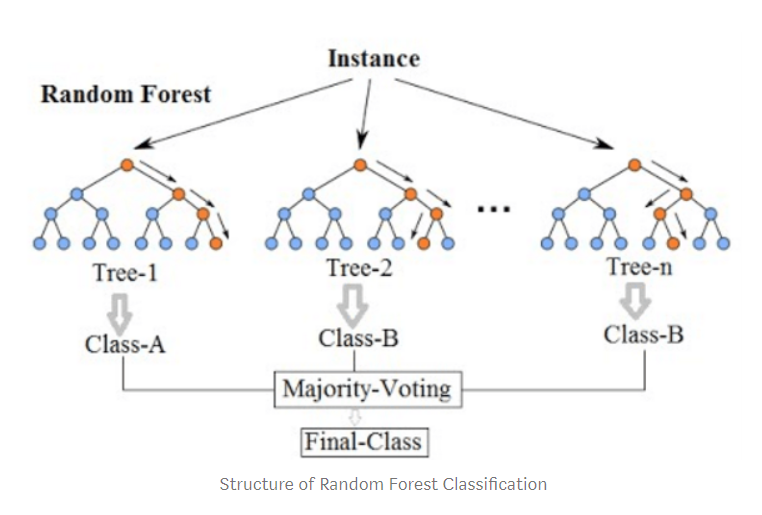 Instance
Random Forest
...
Tree-1
Tree-2
Tree-n
Class-A
Class-B
Class-B
Majority-Voting
Final-Class
Structure of Random Forest Classification